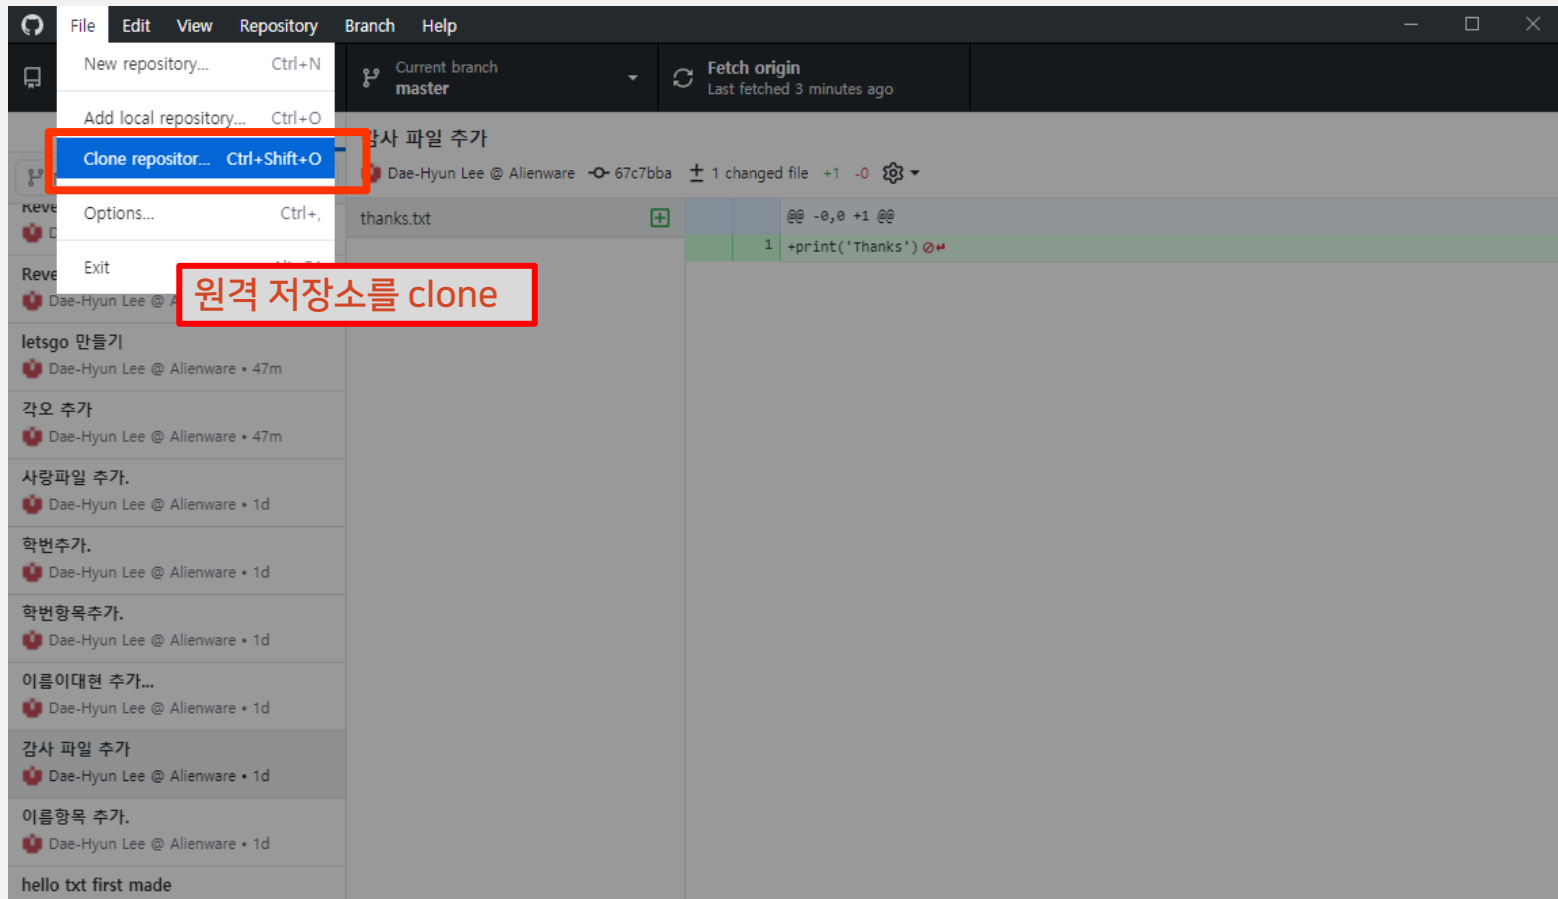 File Edit View Repository Branch Help
New repository... Ctrl+N
Add local repository... Ctrl+O
Clone repositor... Ctrl+Shift+O
Options... Ctrl+,
Exit
원격 저장소를 clone
Current branch
master
Fetch origin
Last fetched 3 minutes ago
감사 파일 추가
Dae-Hyun Lee @ Alienware 67c7bba 1 changed file +1 -0
thanks.txt
@@ -0,0 +1 @@
1 +print('Thanks')
Dae-Hyun Lee @
letsgo 만들기
Dae-Hyun Lee @ Alienware • 47m
각오 추가
Dae-Hyun Lee @ Alienware • 47m
사랑파일 추가.
Dae-Hyun Lee @ Alienware • 1d
학번추가.
Dae-Hyun Lee @ Alienware • 1d
학번항목추가.
Dae-Hyun Lee @ Alienware • 1d
이름이대현 추가...
Dae-Hyun Lee @ Alienware • 1d
감사 파일 추가
Dae-Hyun Lee @ Alienware • 1d
이름항목 추가.
Dae-Hyun Lee @ Alienware • 1d
hello txt first made